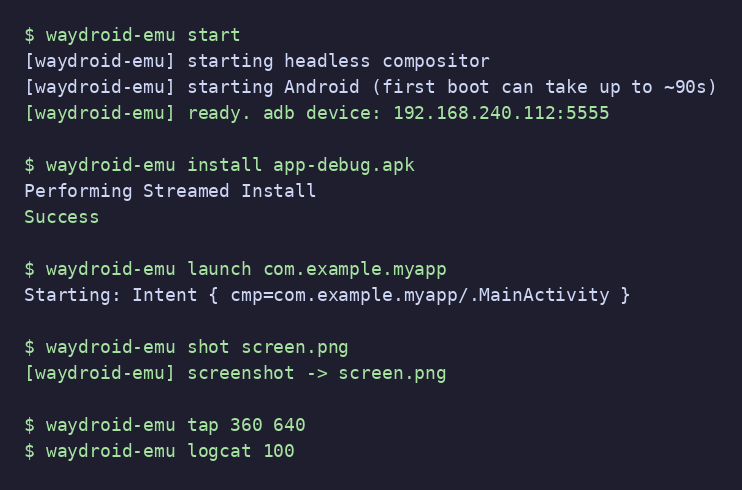 $ waydroid-emu start
[waydroid-emu] starting headless compositor
[waydroid-emu] starting Android (first boot can take up to ~90s)
[waydroid-emu] ready. adb device: 192.168.240.112:5555
$ waydroid-emu install app-debug.apk
Performing Streamed Install
Success
$ waydroid-emu launch com.example.myapp
Starting: Intent { cmp=com.example.myapp/.MainActivity }
$ waydroid-emu shot screen.png
[waydroid-emu] screenshot -> screen.png
$ waydroid-emu tap 360 640
$ waydroid-emu logcat 100